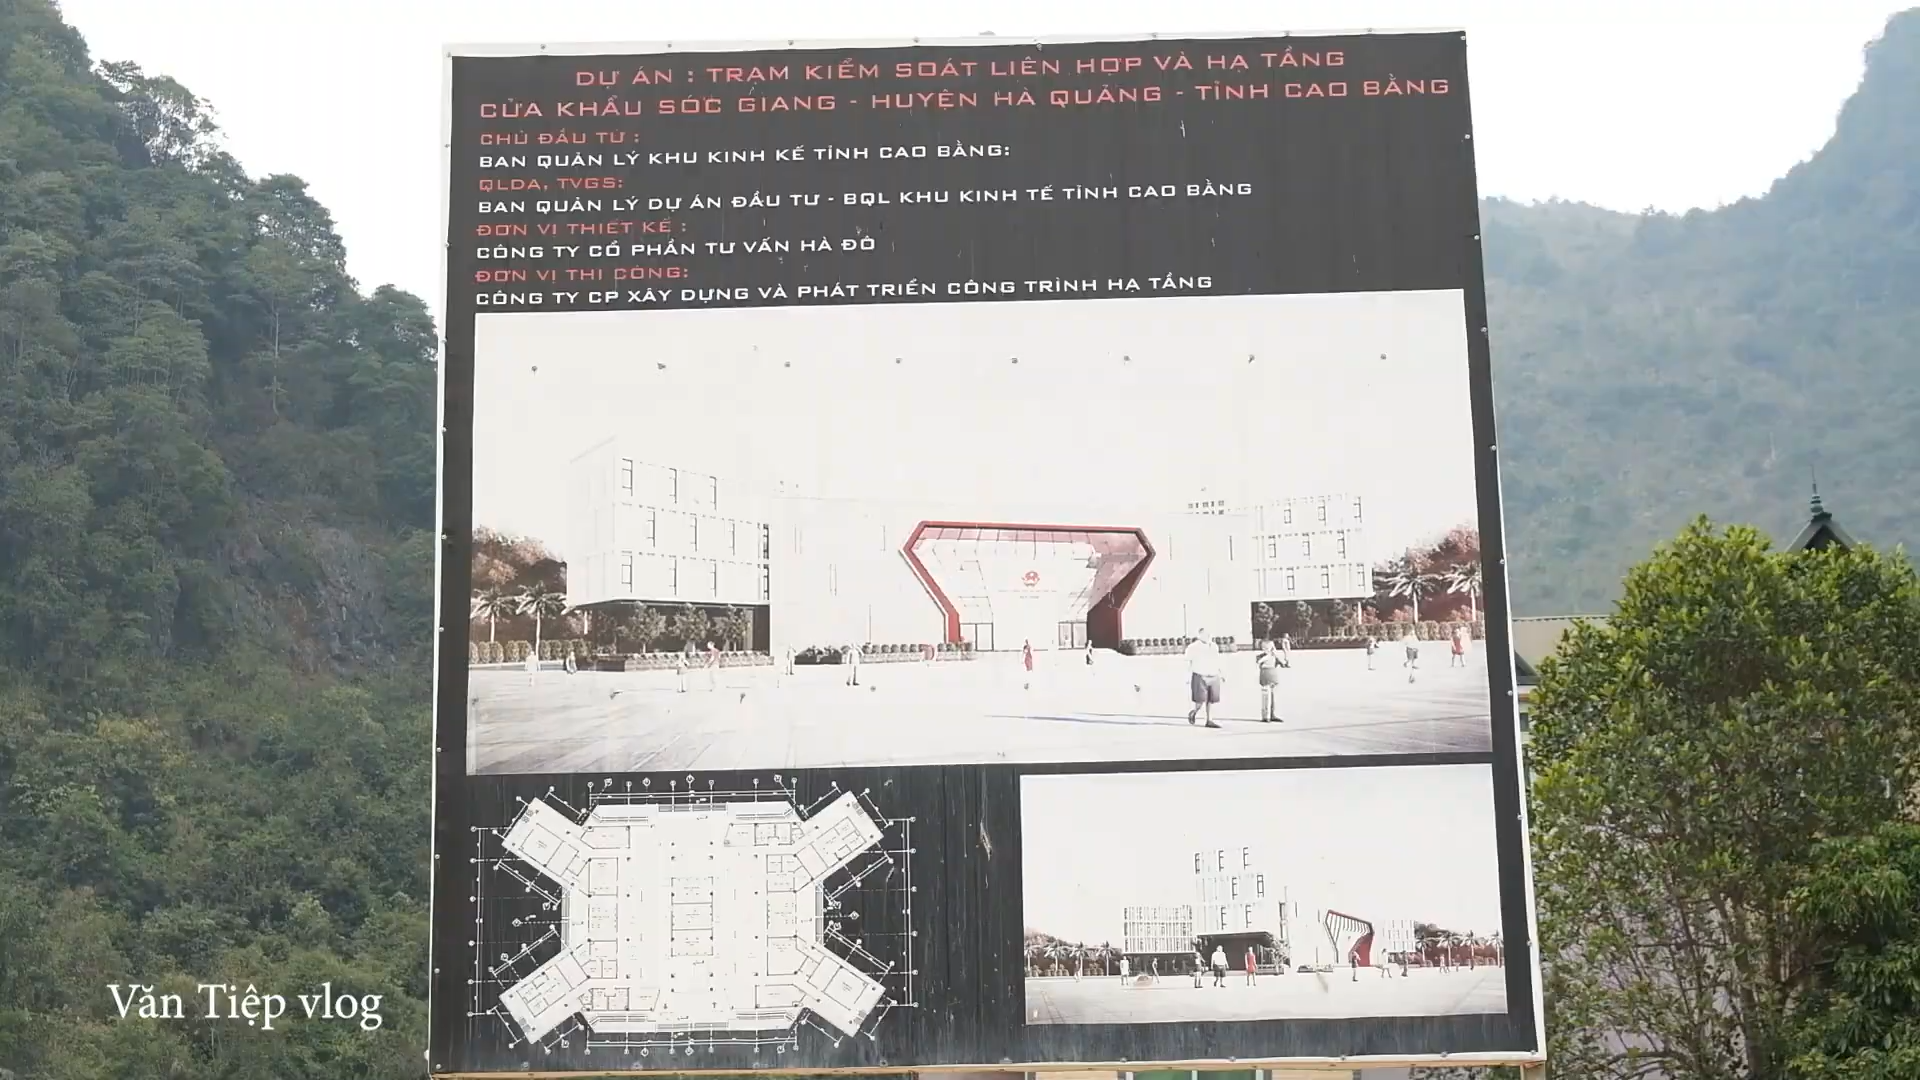 DỰ ÁN : TRẠM KIỂM SOÁT LIÊN HỢP VÀ HẠ TẦNG
CỬA KHẨU SÓC GIANG - HUYỆN HÀ QUẢNG - TỈNH CAO BẰNG
CHỦ ĐẦU TƯ :
BAN QUẢN LÝ KHU KINH KẾ TỈNH CAO BẰNG:
QLDA, TVGS:
BAN QUẢN LÝ DỰ ÁN ĐẦU TƯ - BQL KHU KINH TẾ TỈNH CAO BẰNG
ĐƠN VỊ THIẾT KẾ :
CÔNG TY CỔ PHẦN TƯ VẤN HÀ ĐÔ
ĐƠN VỊ THI CÔNG:
CÔNG TY CP XÂY DỰNG VÀ PHÁT TRIỂN CÔNG TRÌNH HẠ TẦNG
Văn Tiệp vlog